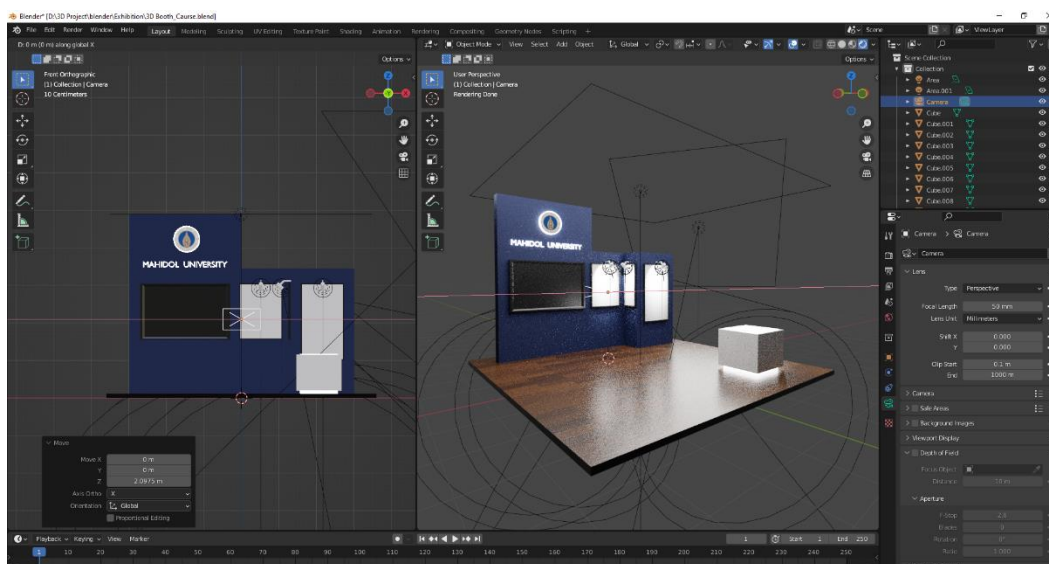 Blender* [D:\3D Project\blender\Exhibition\3D Booth_Caurse.blend]
File Edit Render Window Help Layout Modeling Sculpting UV Editing Texture Paint Shading Animation Rendering Compositing Geometry Nodes Scripting + Scene ViewLayer
D: 0 m (0 m) along global X
Object Mode View Select Add Object Global
Options
Options
Front Orthographic
(1) Collection | Camera
10 Centimeters
User Perspective
(1) Collection | Camera
Rendering Done
Scene Collection
Collection
Area
Area.001
Camera
Cube
Cube.001
Cube.002
Cube.003
Cube.004
Cube.005
Cube.006
Cube.007
Cube.008
MAHIDOL UNIVERSITY
MAHIDOL UNIVERSITY
Camera > Camera
Camera
Lens
Type Perspective
Focal Length 50 mm
Lens Unit Millimeters
Shift X 0.000
Y 0.000
Clip Start 0.1 m
End 1000 m
Camera
Safe Areas
Background Images
Viewport Display
Depth of Field
Focus Object
Distance 10 m
Aperture
F-Stop 2.8
Blades 0
Rotation 0°
Ratio 1.000
Move
Move X 0 m
Y 0 m
Z 2.0975 m
Axis Ortho X
Orientation Global
Proportional Editing
Playback Keying View Marker 1 Start 1 End 250
1 10 20 30 40 50 60 70 80 90 100 110 120 130 140 150 160 170 180 190 200 210 220 230 240 250